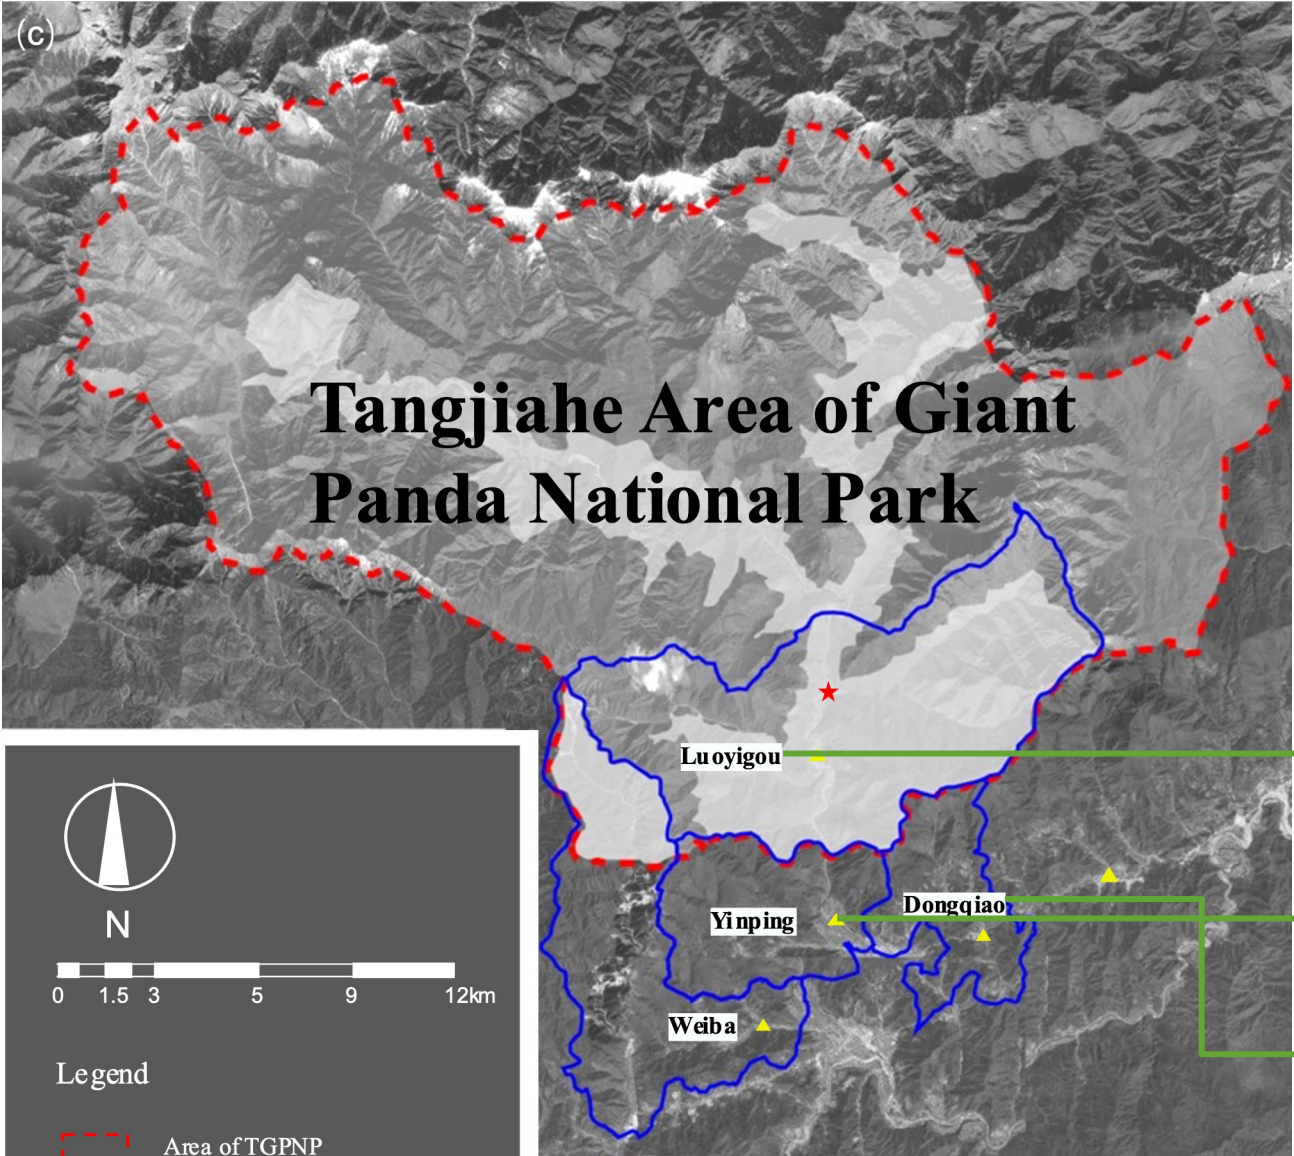 (c)
Tangjiahe Area of Giant
Panda National Park
Luoyigou
Yinping
Dongqiao
Weiba
N
0 1.5 3 5 9 12km
Legend
Area of TGPNP